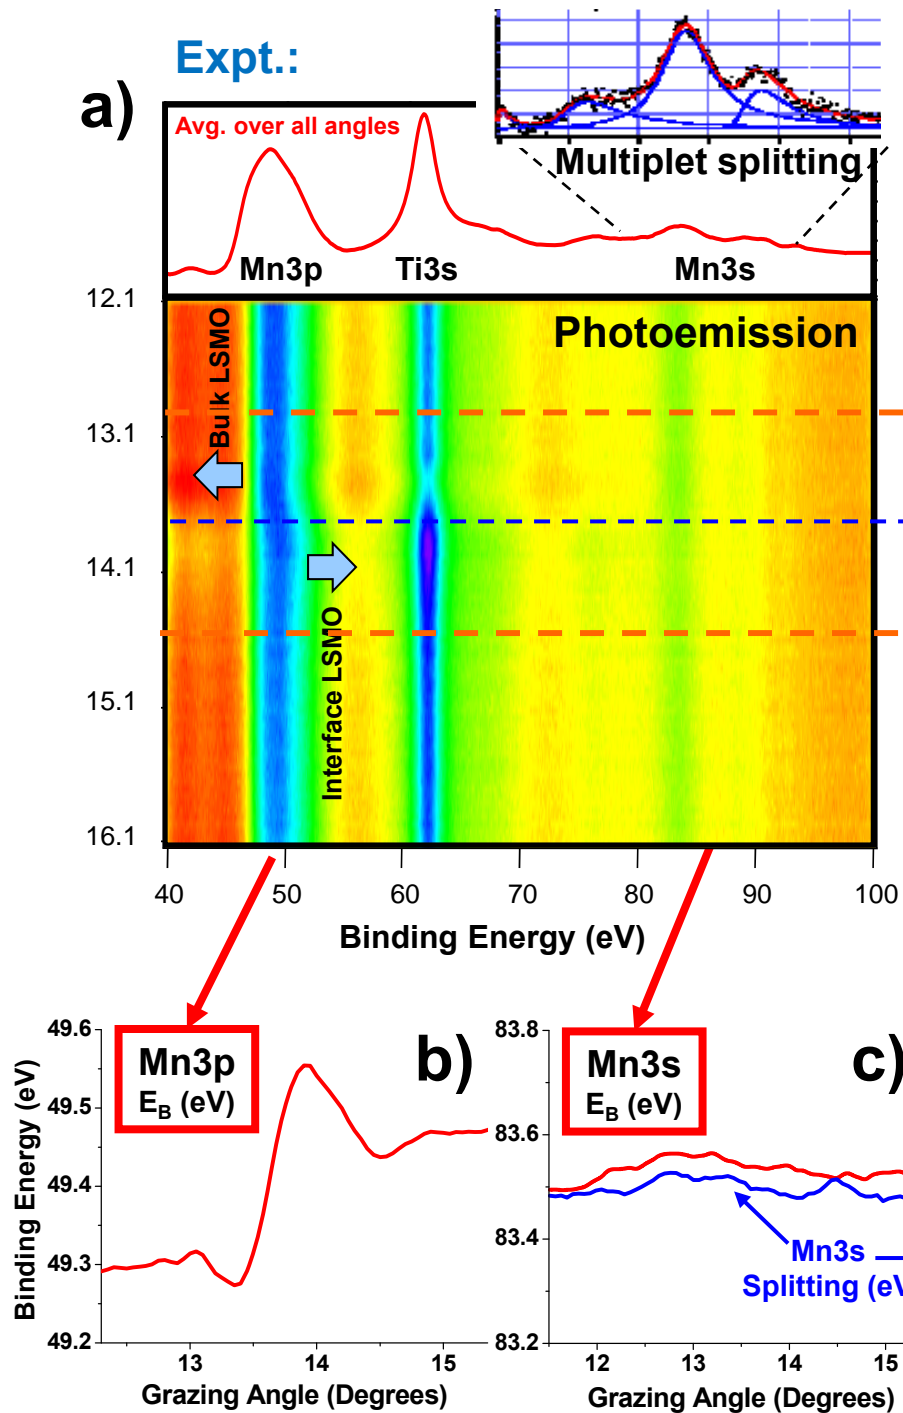 Expt.:
a)
Avg. over all angles
Multiplet splitting
Mn3p
Ti3s
Mn3s
12.1
13.1
14.1
15.1
16.1
Photoemission
Bulk LSMO
Interface LSMO
40 50 60 70 80 90 100
Binding Energy (eV)
b)
Mn3p
E_B (eV)
Binding Energy (eV)
49.6
49.5
49.4
49.3
49.2
13 14 15
Grazing Angle (Degrees)
c)
Mn3s
E_B (eV)
83.8
83.6
83.4
83.2
Mn3s
Splitting (eV
12 13 14 15
Grazing Angle (Degrees)